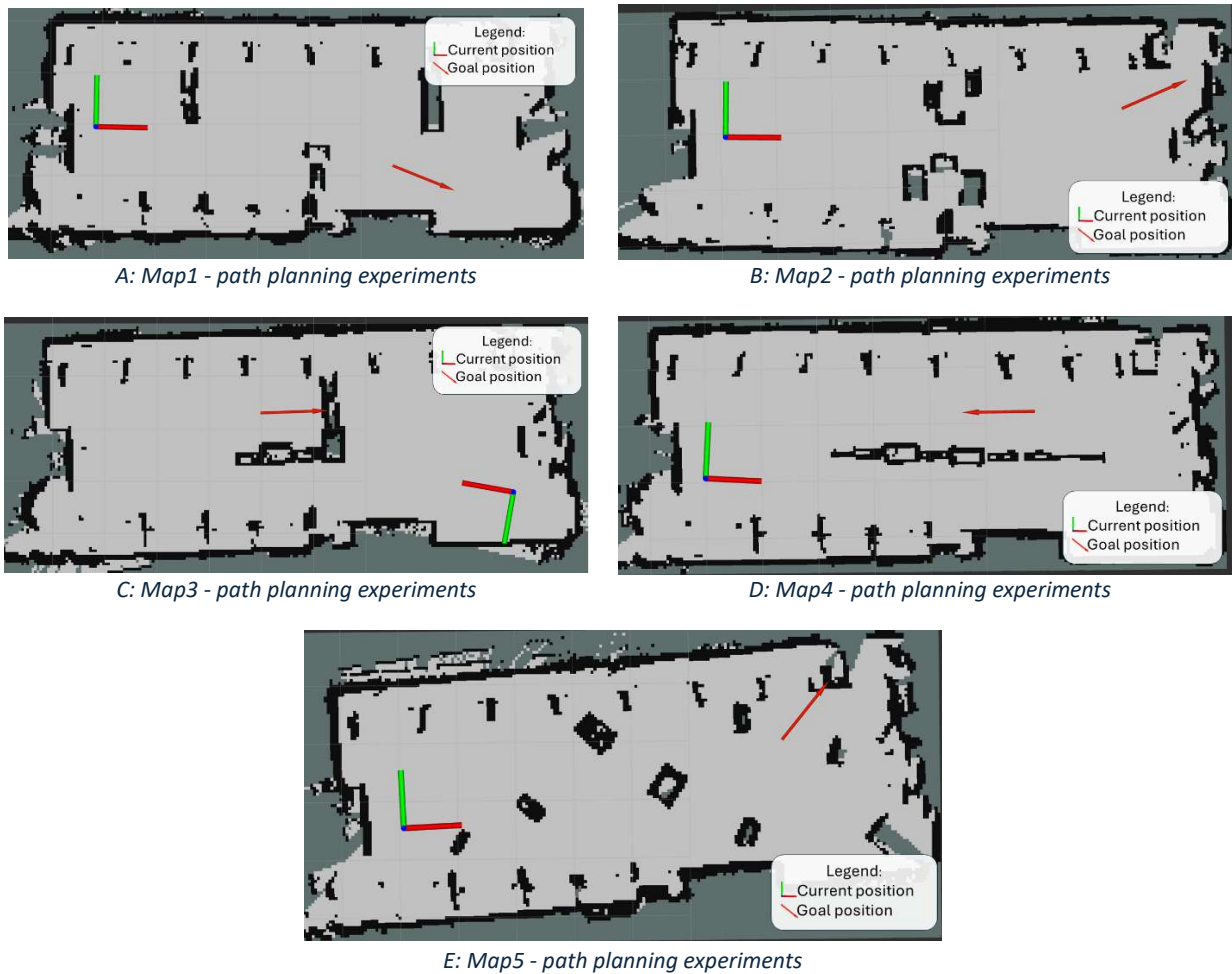 Legend:
Current position
Goal position
A: Map1 - path planning experiments
Legend:
Current position
Goal position
B: Map2 - path planning experiments
Legend:
Current position
Goal position
C: Map3 - path planning experiments
Legend:
Current position
Goal position
D: Map4 - path planning experiments
Legend:
Current position
Goal position
E: Map5 - path planning experiments